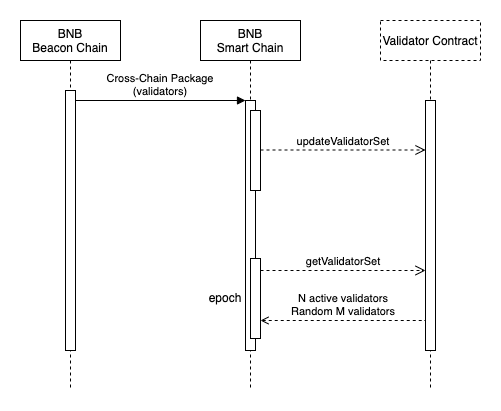 BNB
Beacon Chain
BNB
Smart Chain
Validator Contract
Cross-Chain Package
(validators)
updateValidatorSet
getValidatorSet
epoch
N active validators
Random M validators